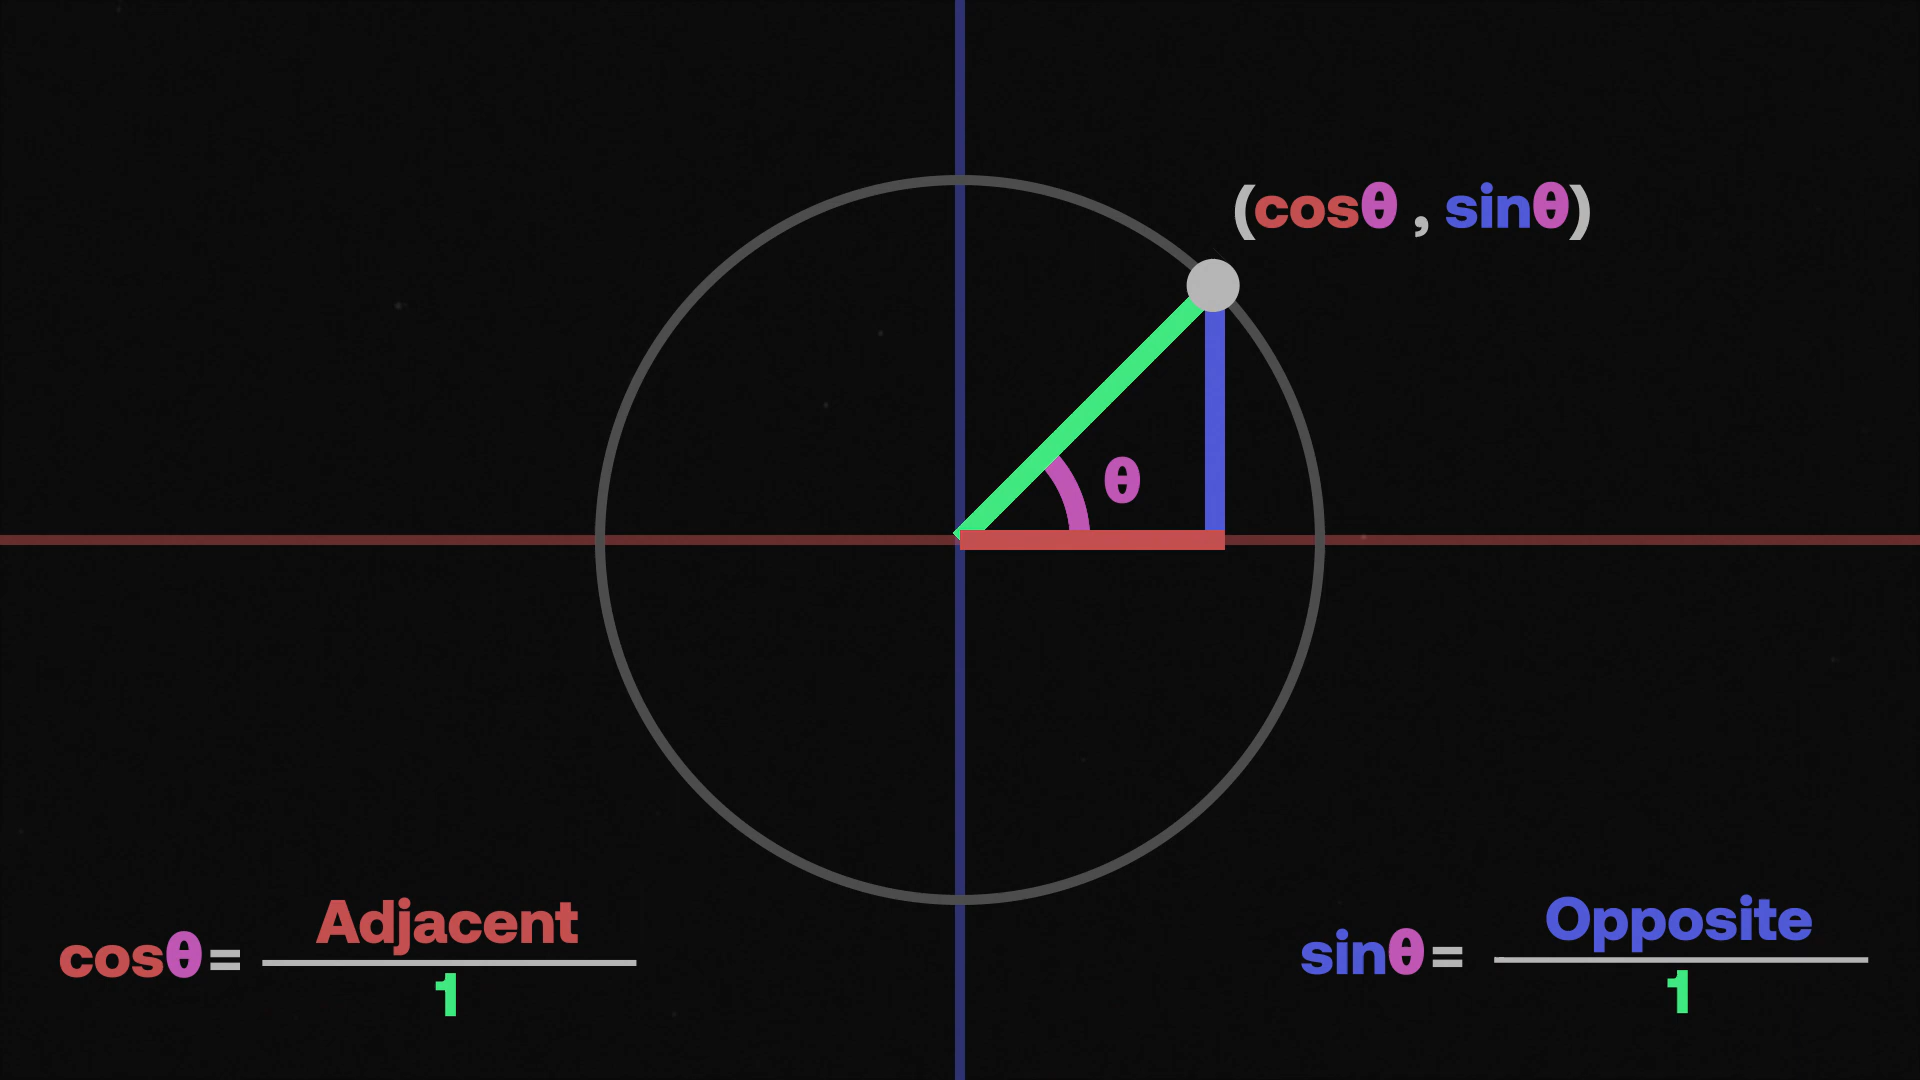 (cosθ , sinθ)
θ
cosθ= Adjacent
1
sinθ= Opposite
1